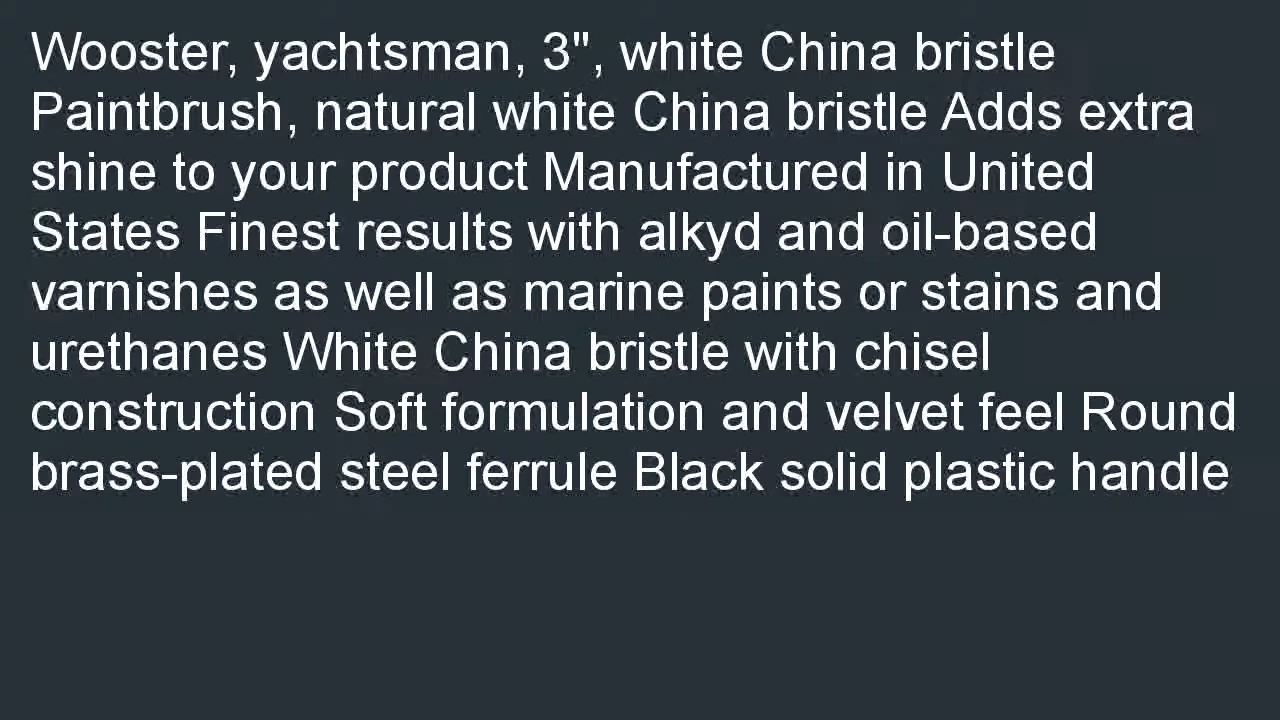 Wooster, yachtsman, 3", white China bristle
Paintbrush, natural white China bristle Adds extra
shine to your product Manufactured in United
States Finest results with alkyd and oil-based
varnishes as well as marine paints or stains and
urethanes White China bristle with chisel
construction Soft formulation and velvet feel Round
brass-plated steel ferrule Black solid plastic handle